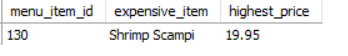 menu_item_id expensive_item highest_price
130 Shrimp Scampi 19.95